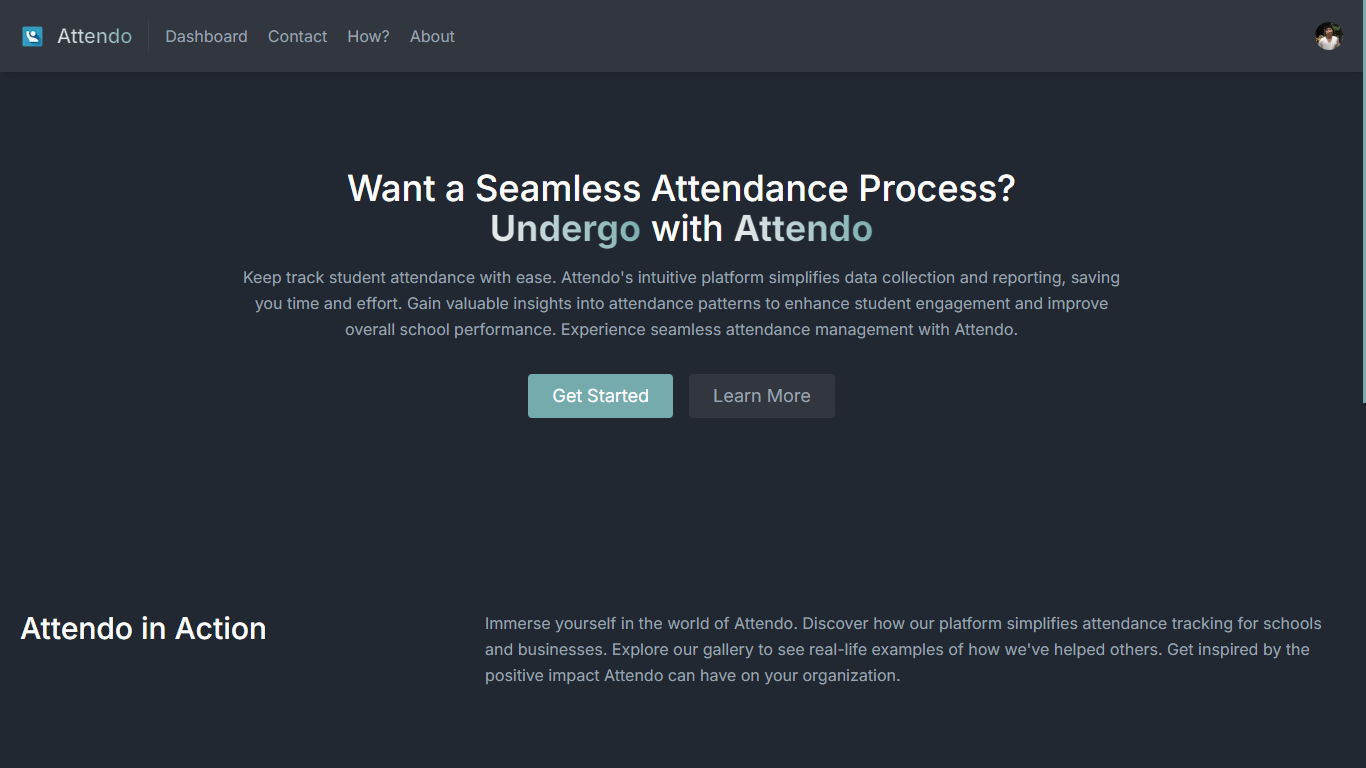 Attendo
Dashboard
Contact
How?
About
Want a Seamless Attendance Process?
Undergo with Attendo
Keep track student attendance with ease. Attendo's intuitive platform simplifies data collection and reporting, saving
you time and effort. Gain valuable insights into attendance patterns to enhance student engagement and improve
overall school performance. Experience seamless attendance management with Attendo.
Get Started
Learn More
Attendo in Action
Immerse yourself in the world of Attendo. Discover how our platform simplifies attendance tracking for schools
and businesses. Explore our gallery to see real-life examples of how we've helped others. Get inspired by the
positive impact Attendo can have on your organization.